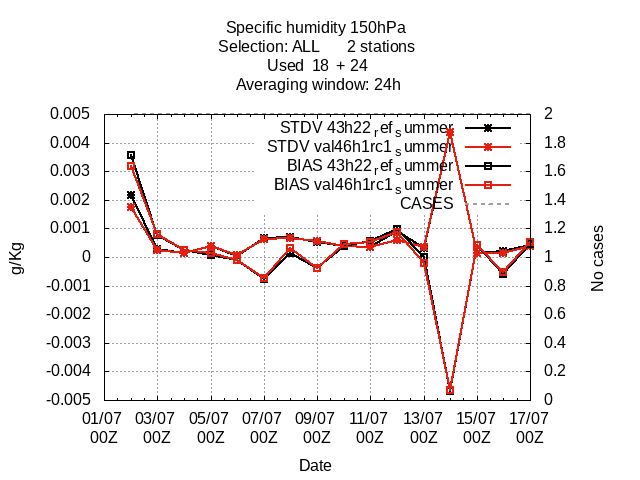 Specific humidity 150hPa
Selection: ALL 2 stations
Used 18 + 24
Averaging window: 24h
0.005
0.004
0.003
0.002
0.001
0
-0.001
-0.002
-0.003
-0.004
-0.005
g/Kg
STDV 43h22refsummer
STDV val46h1rc1summer
BIAS 43h22refsummer
BIAS val46h1rc1summer
CASES
2
1.8
1.6
1.4
1.2
1
0.8
0.6
0.4
0.2
0
No cases
01/07 03/07 05/07 07/07 09/07 11/07 13/07 15/07 17/07
00Z 00Z 00Z 00Z 00Z 00Z 00Z 00Z 00Z
Date